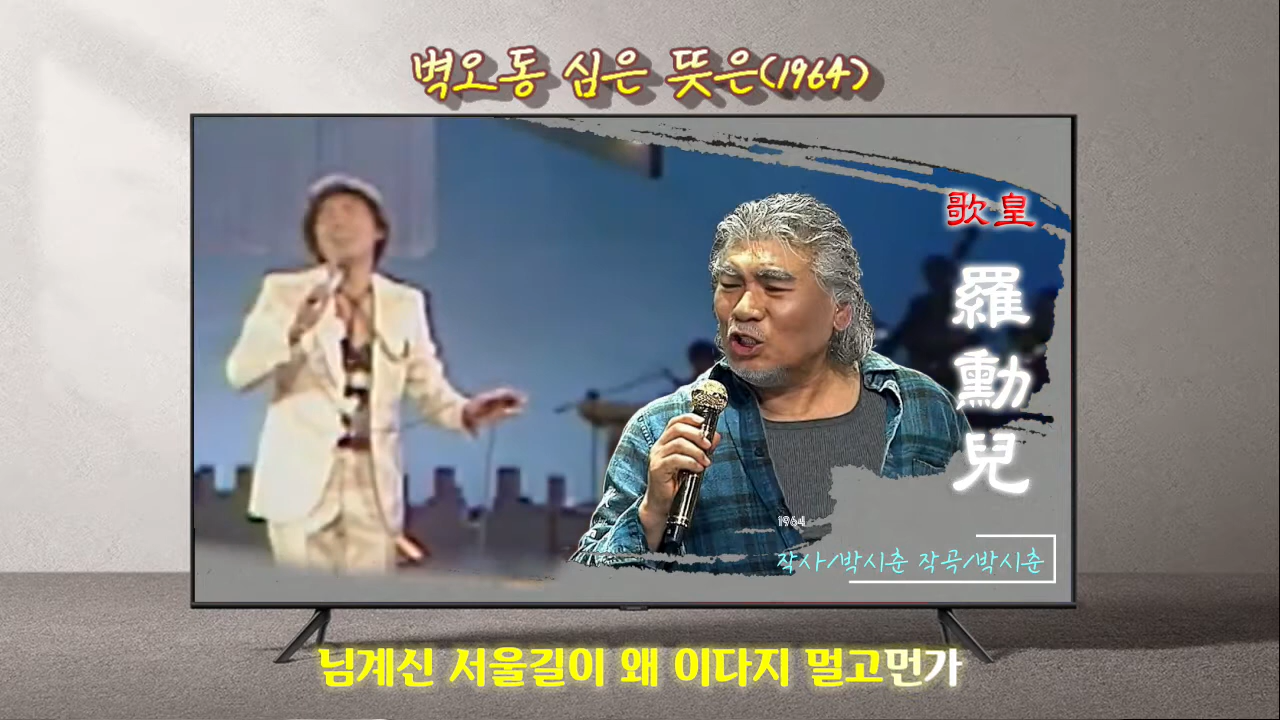 벽오동 심은 뜻은(1964)
歌皇
羅
勳
兒
1964
작사/박시춘 작곡/박시춘
님계신 서울길이 왜 이다지 멀고먼가